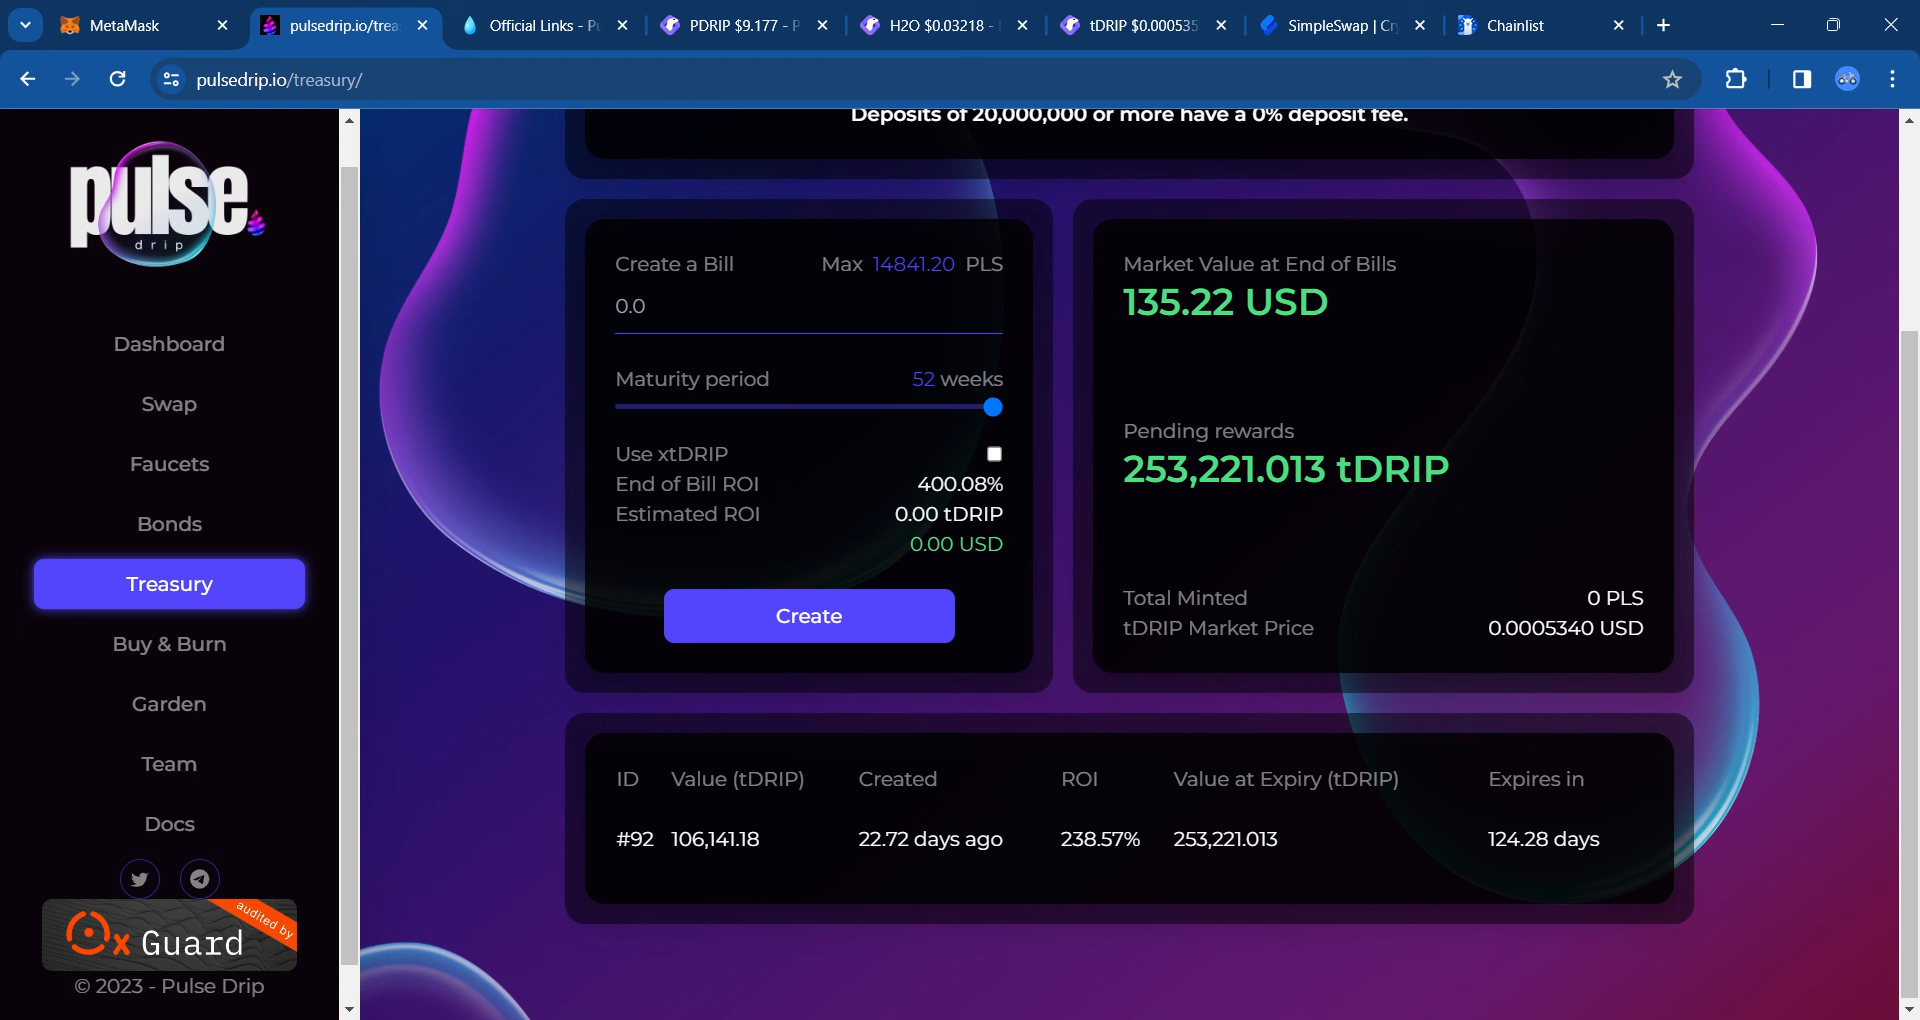 MetaMask
pulsedrip.io/trea
Official Links - Pu
PDRIP $9.177 - P
H2O $0.03218 -
tDRIP $0.000535
SimpleSwap | Cry
Chainlist
pulsedrip.io/treasury/
pulse
drip
Dashboard
Swap
Faucets
Bonds
Treasury
Buy & Burn
Garden
Team
Docs
audited by
0x Guard
© 2023 - Pulse Drip
Deposits of 20,000,000 or more have a 0% deposit fee.
Create a Bill Max 14841.20 PLS
0.0
Maturity period 52 weeks
Use xtDRIP
End of Bill ROI 400.08%
Estimated ROI 0.00 tDRIP
0.00 USD
Create
Market Value at End of Bills
135.22 USD
Pending rewards
253,221.013 tDRIP
Total Minted 0 PLS
tDRIP Market Price 0.0005340 USD
ID Value (tDRIP) Created ROI Value at Expiry (tDRIP) Expires in
#92 106,141.18 22.72 days ago 238.57% 253,221.013 124.28 days